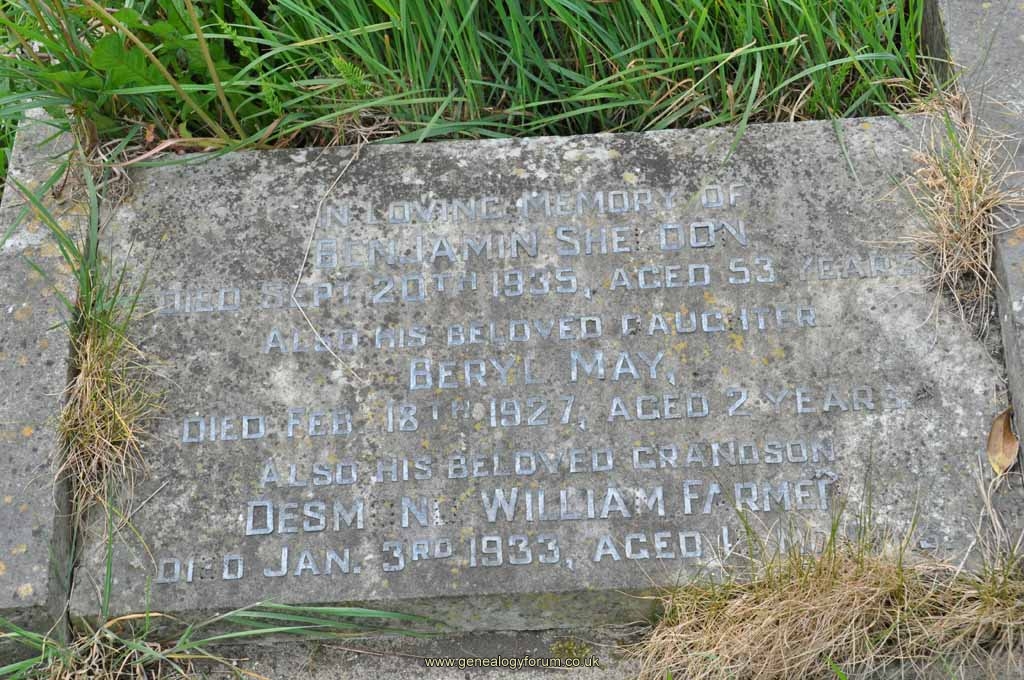 IN LOVING MEMORY OF
BENJAMIN SHELDON
DIED SEPT. 20TH 1935, AGED 53 YEARS
ALSO HIS BELOVED DAUGHTER
BERYL MAY,
DIED FEB. 18TH 1927, AGED 2 YEARS
ALSO HIS BELOVED GRANDSON
DESMOND WILLIAM FARMER
DIED JAN. 3RD 1933, AGED
www.genealogyforum.co.uk